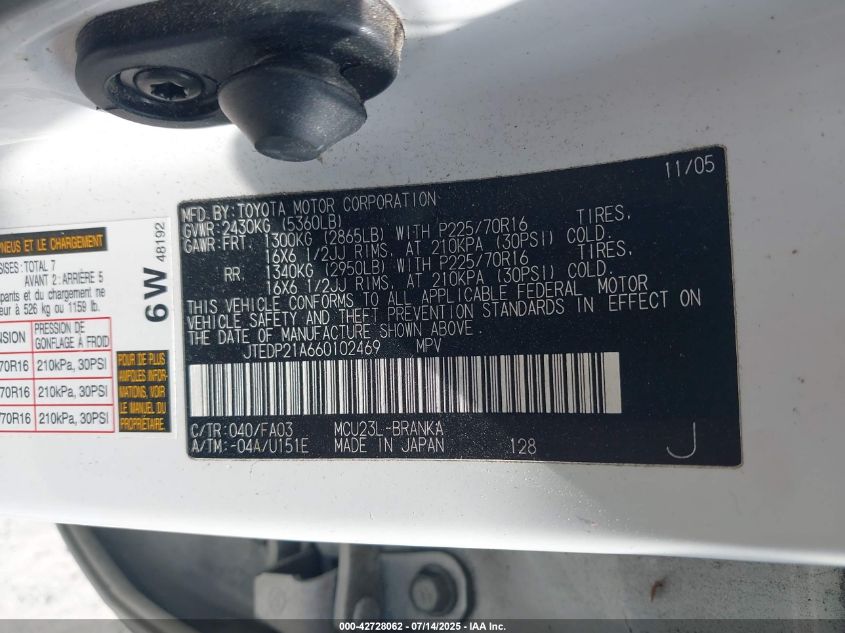 11/05
MFD. BY: TOYOTA MOTOR CORPORATION
GVWR: 2430KG (5360LB)
GAWR: FRT. 1300KG (2865LB) WITH P225/70R16 TIRES,
16X6 1/2JJ RIMS, AT 210KPA (30PSI) COLD.
RR. 1340KG (2950LB) WITH P225/70R16 TIRES,
16X6 1/2JJ RIMS, AT 210KPA (30PSI) COLD.
THIS VEHICLE CONFORMS TO ALL APPLICABLE FEDERAL MOTOR
VEHICLE SAFETY AND THEFT PREVENTION STANDARDS IN EFFECT ON
THE DATE OF MANUFACTURE SHOWN ABOVE.
JTEDP21A660102469 MPV
C/TR: 040/FA03 MCU23L-BRANKA
A/TM: -04A/U151E MADE IN JAPAN 128 J
PNEUS ET LE CHARGEMENT
TOTAL 7
AVANT 2: ARRIÈRE 5
pants et du chargement ne
eur à 526 kg ou 1159 lb.
NSION PRESSION DE
GONFLAGE À FROID
70R16 210kPa, 30PSI
210kPa, 30PSI
70R16 210kPa, 30PSI
POUR DE PLUS
AMPLES INFOR-
MATIONS, VOIR
LE MANUEL DU
PROPRIÉTAIRE.
6W
48192
000-42728062 - 07/14/2025 - IAA Inc.